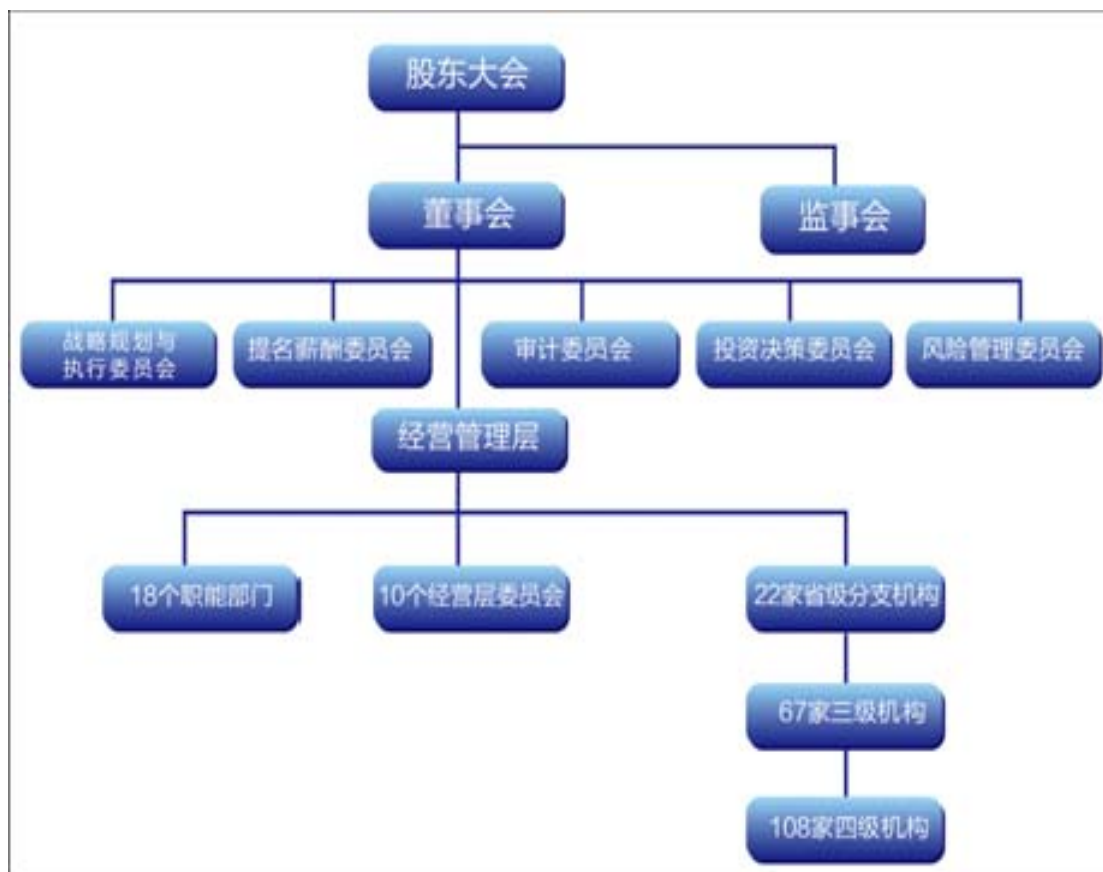 股东大会
董事会
监事会
战略规划与
执行委员会
提名薪酬委员会
审计委员会
投资决策委员会
风险管理委员会
经营管理层
18个职能部门
10个经营层委员会
22家省级分支机构
67家三级机构
108家四级机构